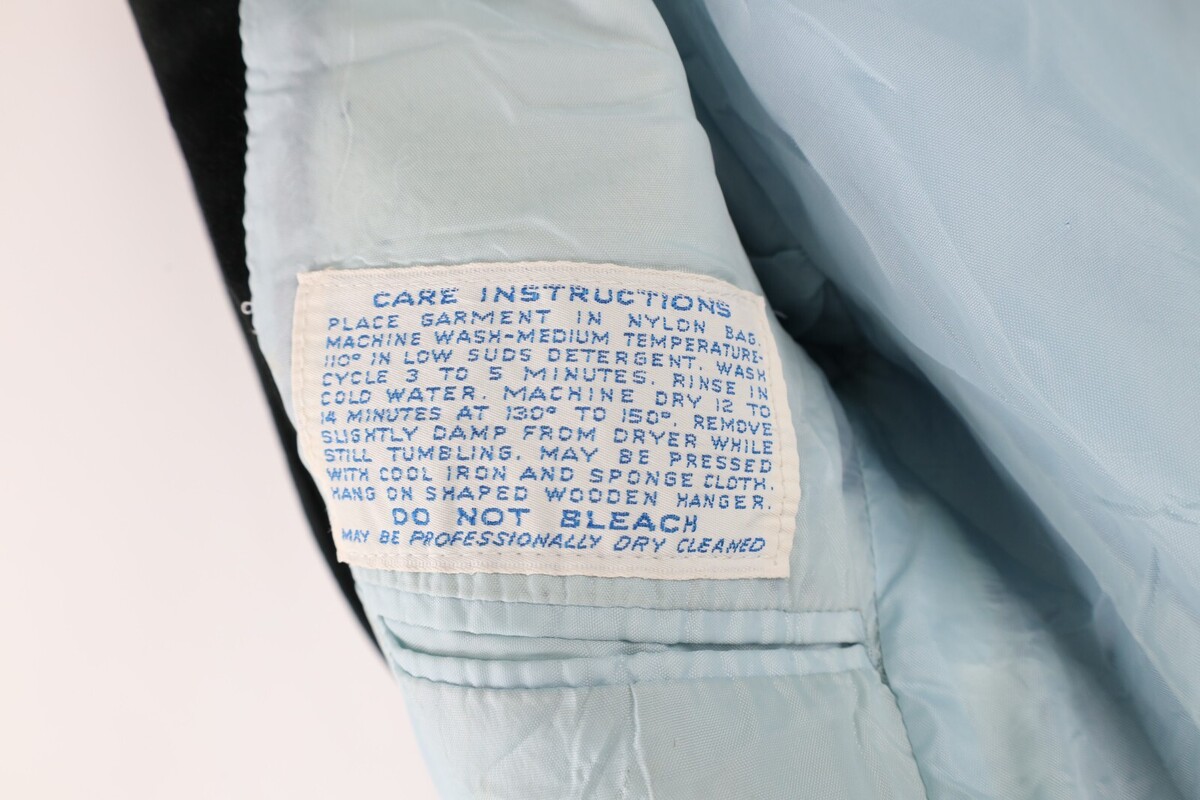 CARE INSTRUCTIONS
PLACE GARMENT IN NYLON BAG.
MACHINE WASH-MEDIUM TEMPERATURE-
110° IN LOW SUDS DETERGENT. WASH
CYCLE 3 TO 5 MINUTES. RINSE IN
COLD WATER. MACHINE DRY 12 TO
14 MINUTES AT 130° TO 150°. REMOVE
SLIGHTLY DAMP FROM DRYER WHILE
STILL TUMBLING. MAY BE PRESSED
WITH COOL IRON AND SPONGE CLOTH.
HANG ON SHAPED WOODEN HANGER.
DO NOT BLEACH
MAY BE PROFESSIONALLY DRY CLEANED